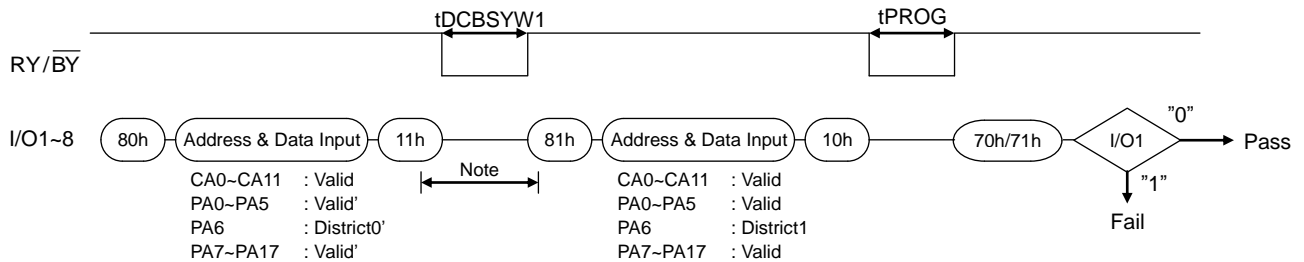 tDCBSYW1
tPROG
RY/BY
I/O1~8
80h
Address & Data Input
11h
81h
Address & Data Input
10h
70h/71h
I/O1
"0"
Pass
"1"
Fail
Note
CA0~CA11 : Valid
PA0~PA5 : Valid'
PA6 : District0'
PA7~PA17 : Valid'
CA0~CA11 : Valid
PA0~PA5 : Valid
PA6 : District1
PA7~PA17 : Valid